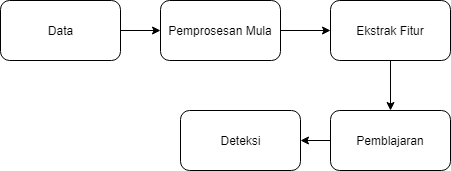 Data
Pemprosesan Mula
Ekstrak Fitur
Pemblajaran
Deteksi